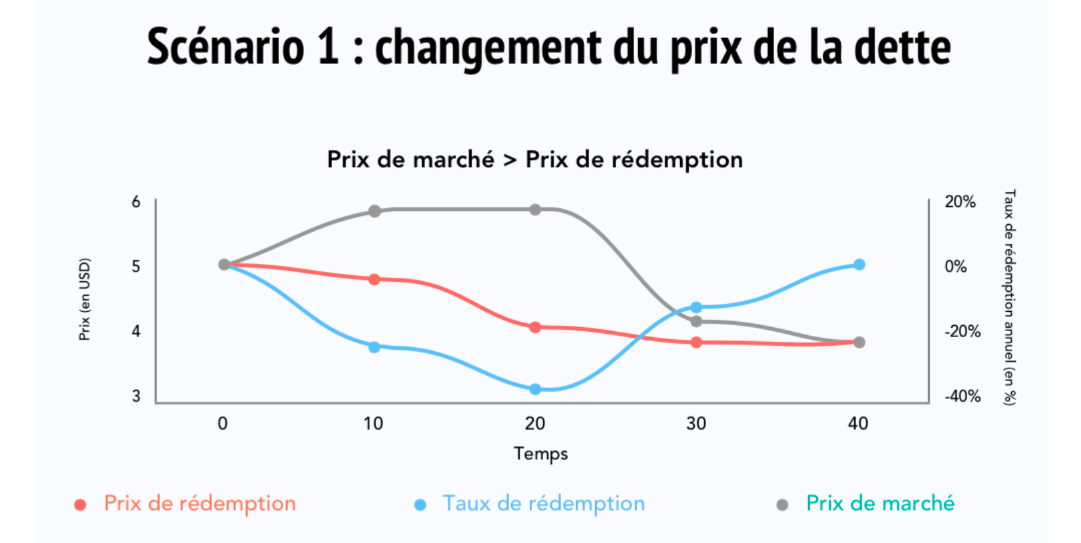 Scénario 1 : changement du prix de la dette
Prix de marché > Prix de rédemption
6
5
4
3
Prix (en USD)
20%
0%
-20%
-40%
Taux de rédemption annuel (en %)
0 10 20 30 40
Temps
Prix de rédemption Taux de rédemption Prix de marché